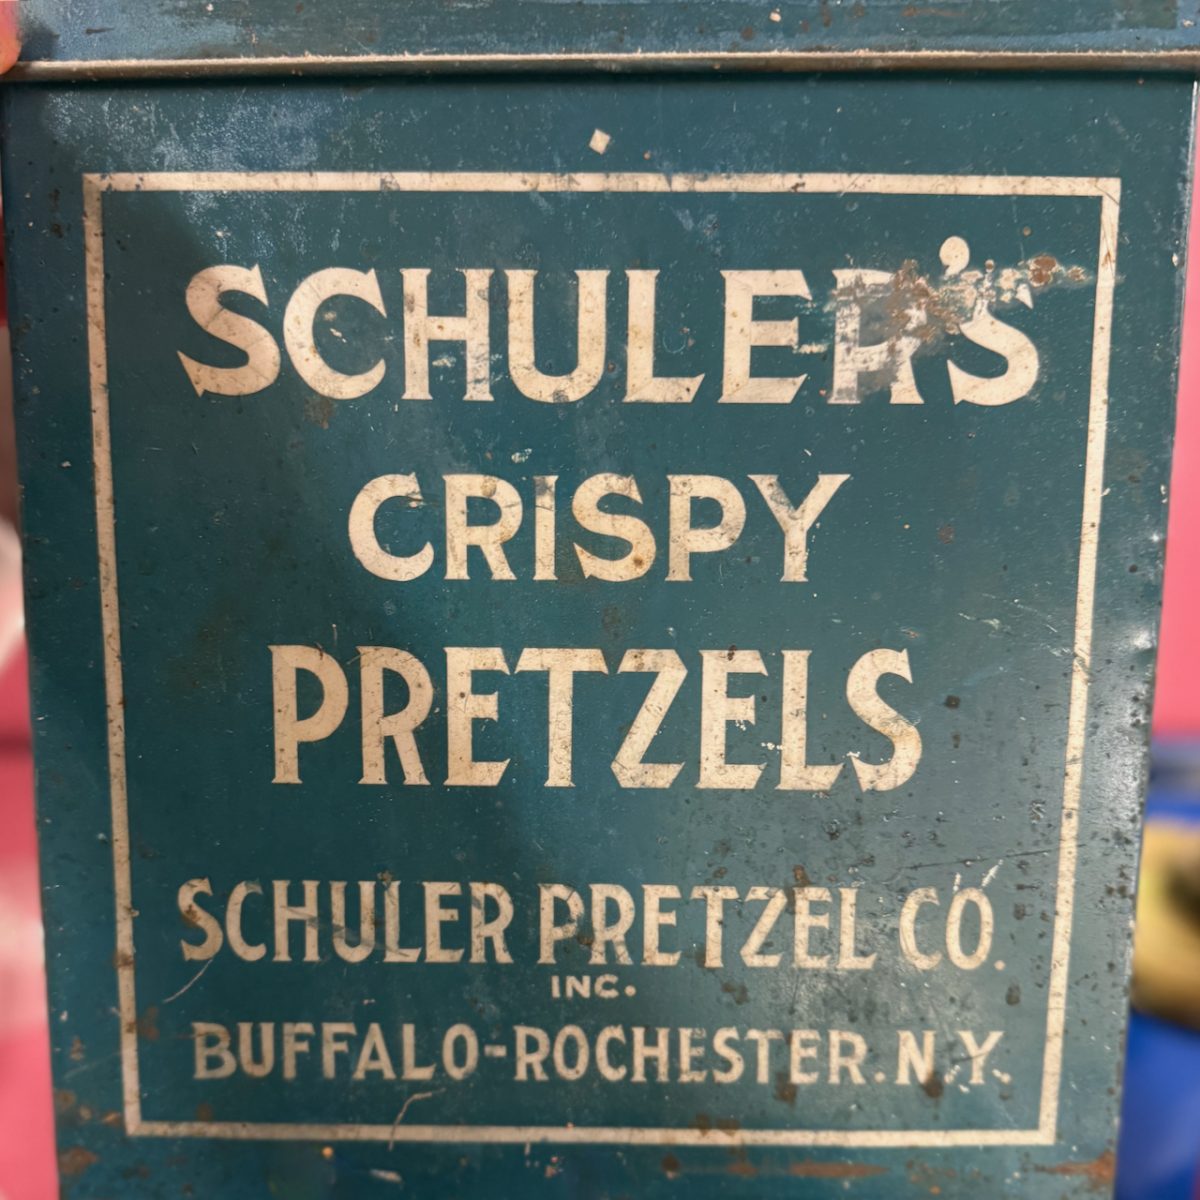 SCHULER'S
CRISPY
PRETZELS
SCHULER PRETZEL CO.
INC.
BUFFALO-ROCHESTER. N.Y.